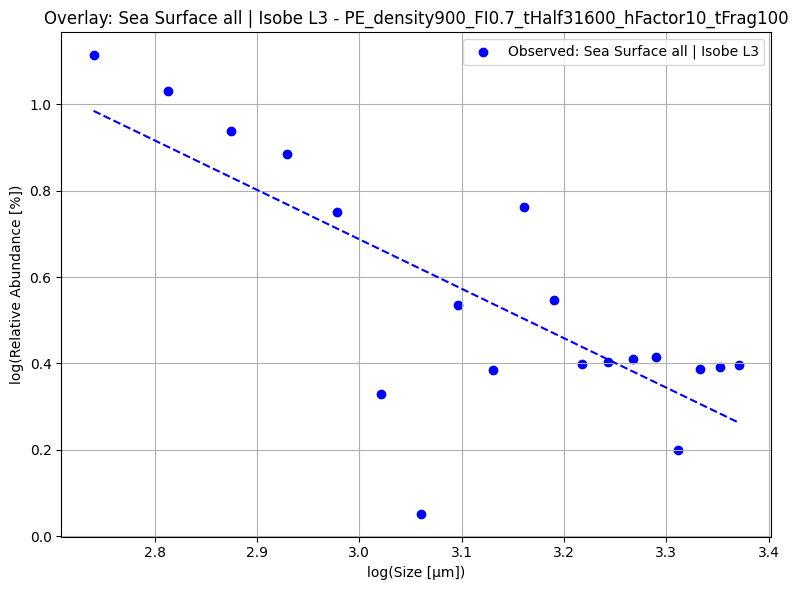 Overlay: Sea Surface all | Isobe L3 - PE_density900_FI0.7_tHalf31600_hFactor10_tFrag100
Observed: Sea Surface all | Isobe L3
log(Relative Abundance [%])
1.0
0.8
0.6
0.4
0.2
0.0
2.8 2.9 3.0 3.1 3.2 3.3 3.4
log(Size [μm])